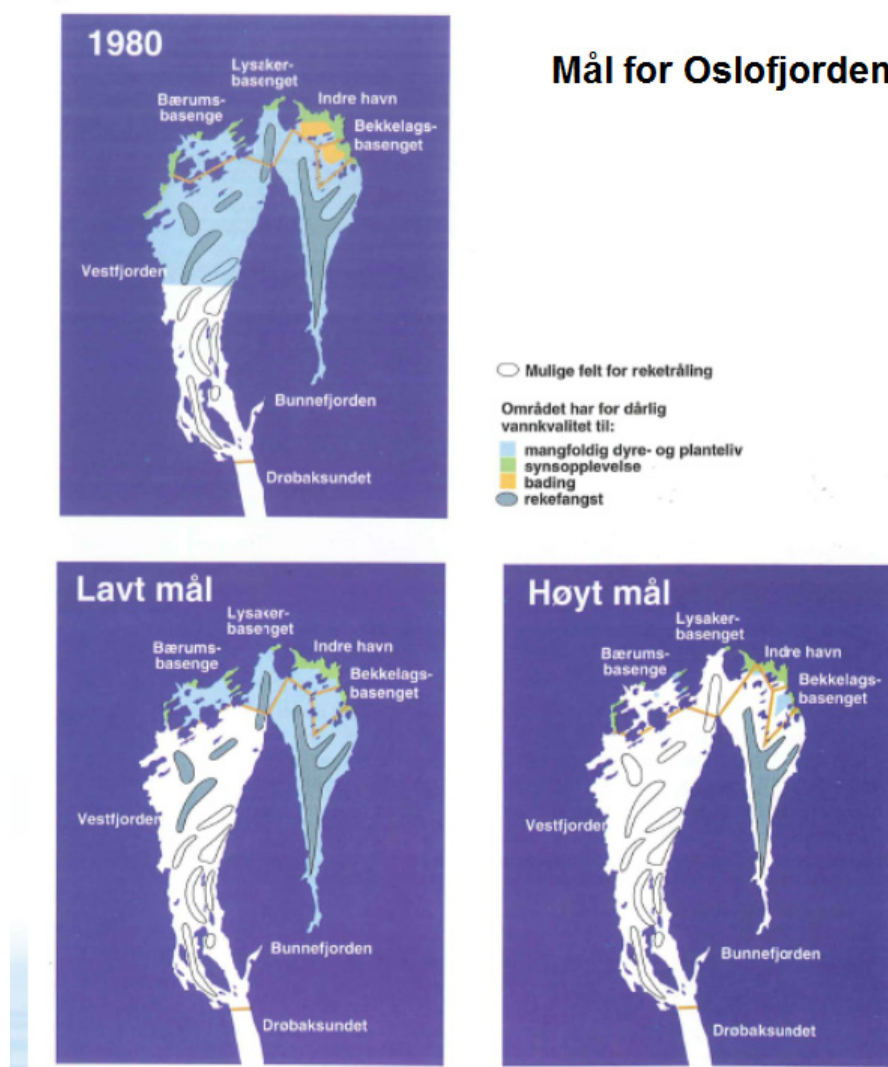 1980
Mål for Oslofjorden
Lysaker-
basenget
Bærums-
basenge
Indre havn
Bekkelags-
basenget
Vestfjorden
Bunnefjorden
Drøbaksundet
Mulige felt for reketråling
Området har for dårlig
vannkvalitet til:
mangfoldig dyre- og planteliv
synsopplevelse
bading
rekefangst
Lavt mål
Lysaker-
basenget
Bærums-
basenge
Indre havn
Bekkelags-
basenget
Vestfjorden
Bunnefjorden
Drøbaksundet
Høyt mål
Lysaker-
basenget
Bærums-
basenge
Indre havn
Bekkelags-
basenget
Vestfjorden
Bunnefjorden
Drøbaksundet